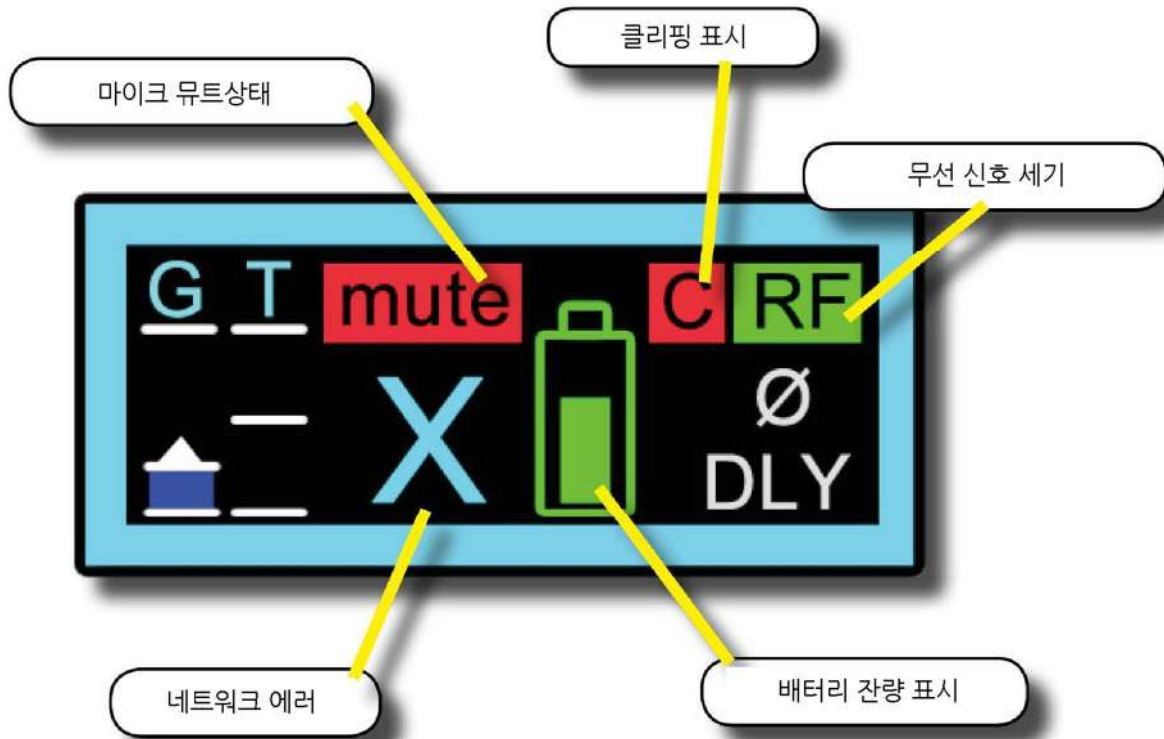 클리핑 표시
마이크 뮤트상태
무선 신호 세기
G T mute C RF
X Ø
DLY
네트워크 에러
배터리 잔량 표시